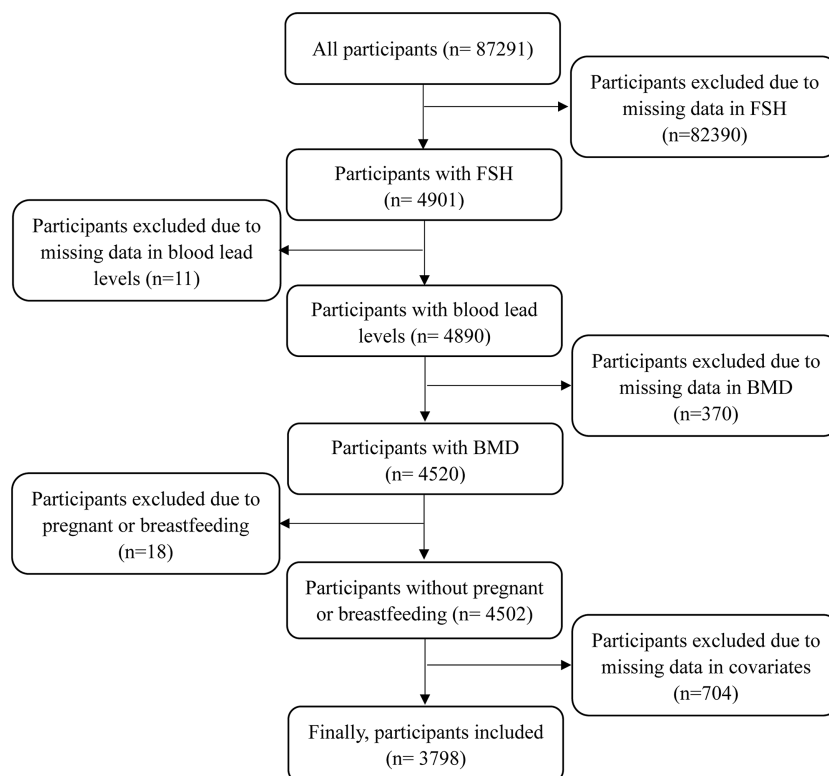 All participants (n= 87291)
Participants excluded due to
missing data in FSH
(n=82390)
Participants with FSH
(n= 4901)
Participants excluded due to
missing data in blood lead
levels (n=11)
Participants with blood lead
levels (n= 4890)
Participants excluded due to
missing data in BMD
(n=370)
Participants with BMD
(n= 4520)
Participants excluded due to
pregnant or breastfeeding
(n=18)
Participants without pregnant
or breastfeeding (n= 4502)
Participants excluded due to
missing data in covariates
(n=704)
Finally, participants included
(n= 3798)